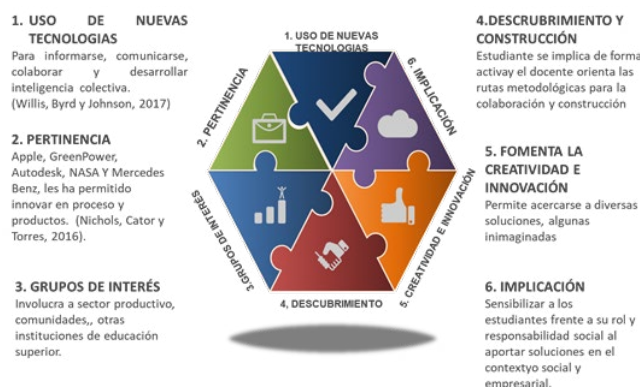 1. USO DE NUEVAS
TECNOLOGIAS
Para informarse, comunicarse,
colaborar y desarrollar
inteligencia colectiva.
(Willis, Byrd y Johnson, 2017)
2. PERTINENCIA
Apple, GreenPower,
Autodesk, NASA Y Mercedes
Benz, les ha permitido
innovar en proceso y
productos. (Nichols, Cator y
Torres, 2016).
3. GRUPOS DE INTERÉS
Involucra a sector productivo,
comunidades,, otras
instituciones de educación
superior.
1. USO DE NUEVAS
TECNOLOGIAS
2. PERTINENCIA
6. IMPLICACIÓN
3.GRUPOS DE INTERÉS
5. CREATIVIDAD E INNOVACIÓN
4, DESCUBRIMIENTO
4.DESCRUBRIMIENTO Y
CONSTRUCCIÓN
Estudiante se implica de forma
activay el docente orienta las
rutas metodológicas para la
colaboración y construcción
5. FOMENTA LA
CREATIVIDAD E
INNOVACIÓN
Permite acercarse a diversas
soluciones, algunas
inimaginadas
6. IMPLICACIÓN
Sensibilizar a los
estudiantes frente a su rol y
responsabilidad social al
aportar soluciones en el
contextyo social y
empresarial.